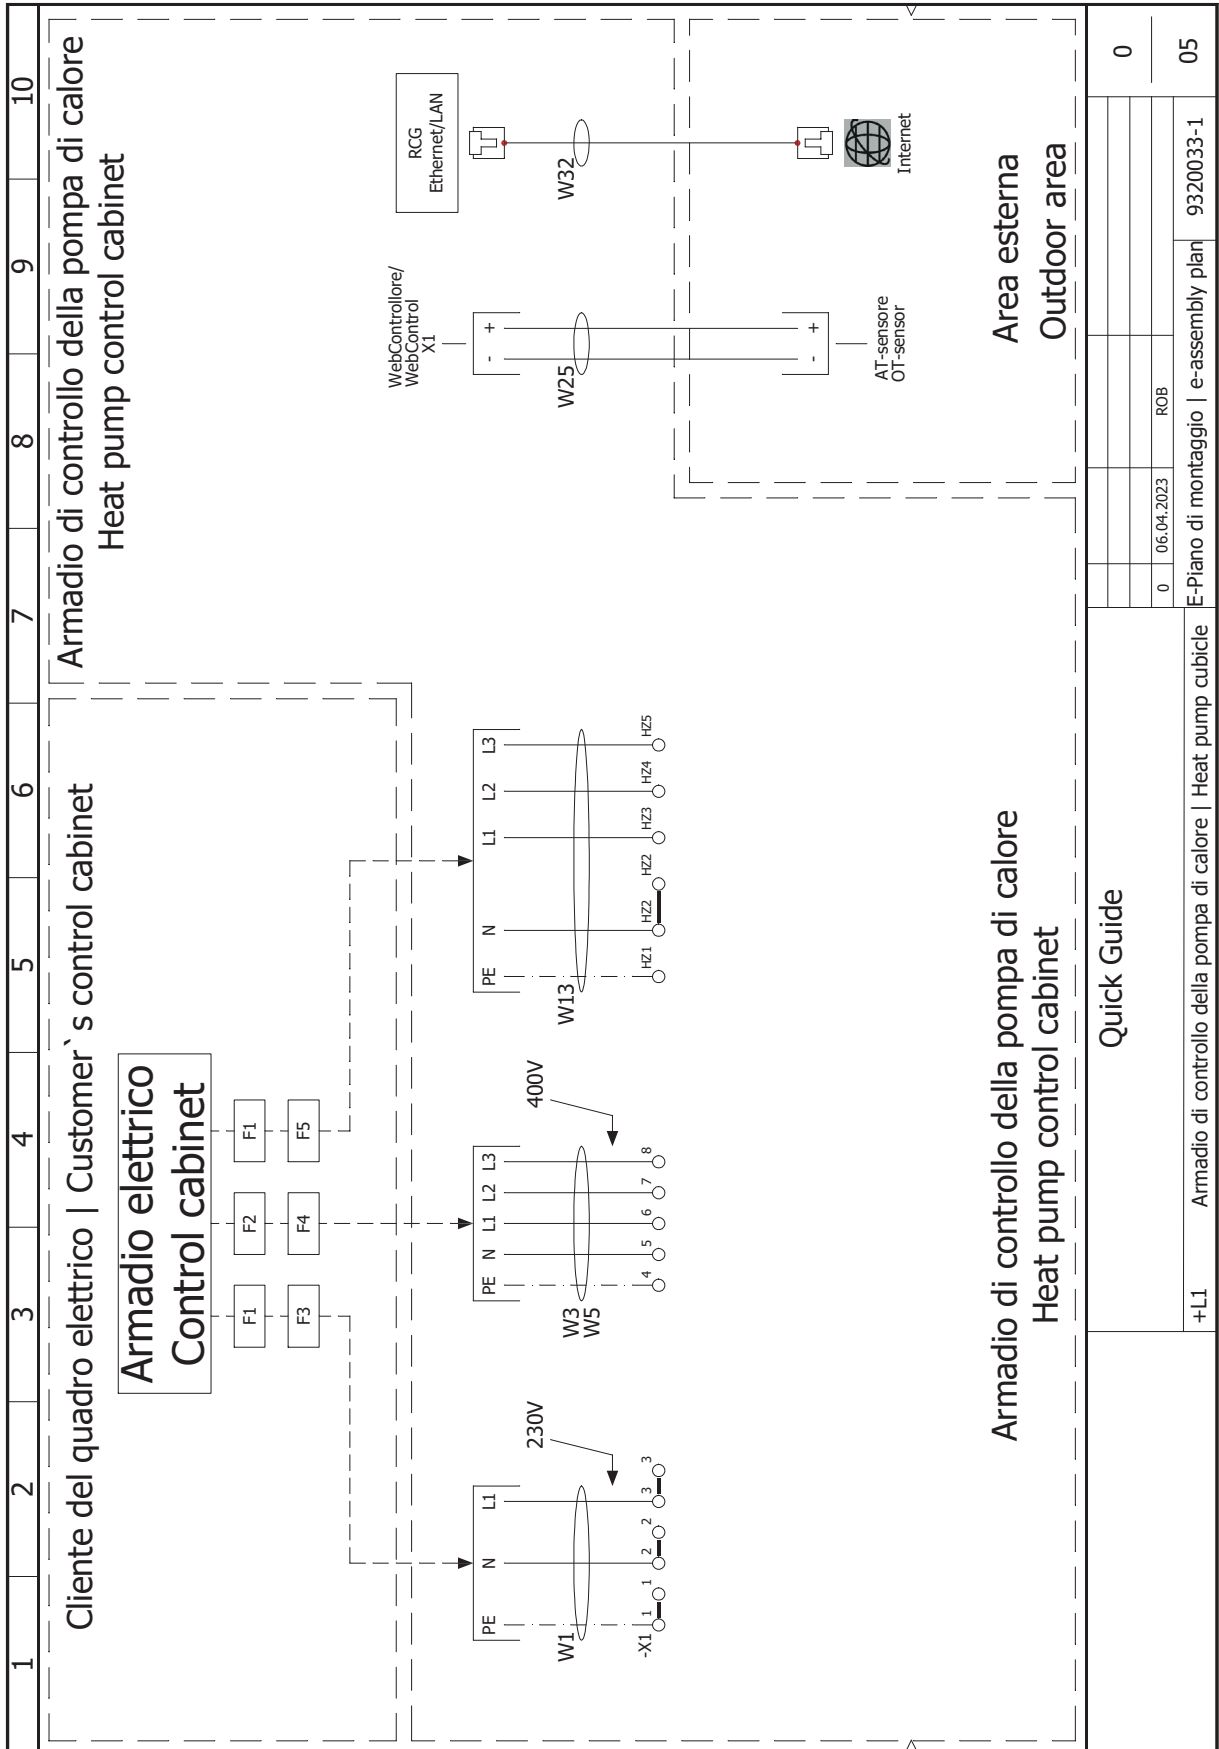 1 2 3 4 5 6 7 8 9 10
Cliente del quadro elettrico | Customer`s control cabinet
Armadio elettrico
Control cabinet
F1 F2 F1
F3 F4 F5
Armadio di controllo della pompa di calore
Heat pump control cabinet
PE N L1
W1
230V
-X1 1 1 2 2 3 3
PE N L1 L2 L3
W3
W5
400V
4 5 6 7 8
PE N L1 L2 L3
W13
HZ1 HZ2 HZ2 HZ3 HZ4 HZ5
WebControllore/
WebControl
X1
- +
W25
- +
AT-sensore
OT-sensor
RCG
Ethernet/LAN
W32
Internet
Armadio di controllo della pompa di calore
Heat pump control cabinet
Area esterna
Outdoor area
Quick Guide
+L1 Armadio di controllo della pompa di calore | Heat pump cubicle
0 06.04.2023 ROB
E-Piano di montaggio | e-assembly plan
9320033-1
0
05